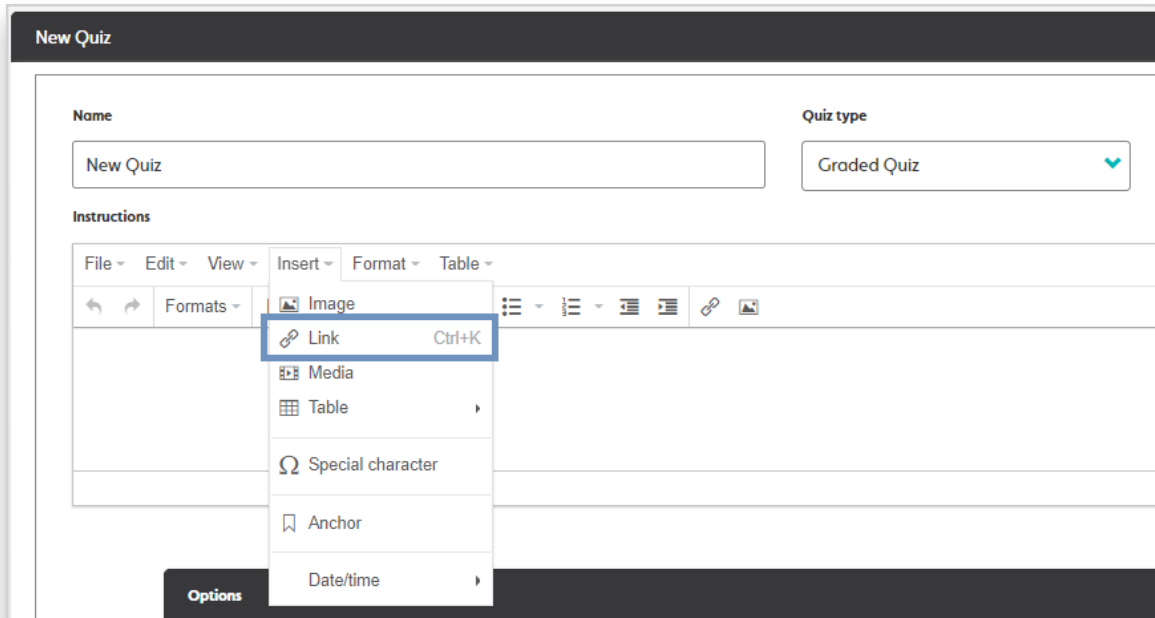 New Quiz
Name
Quiz type
New Quiz
Graded Quiz
Instructions
File Edit View Insert Format Table
Formats
Image
Link Ctrl+K
Media
Table
Special character
Anchor
Date/time
Options